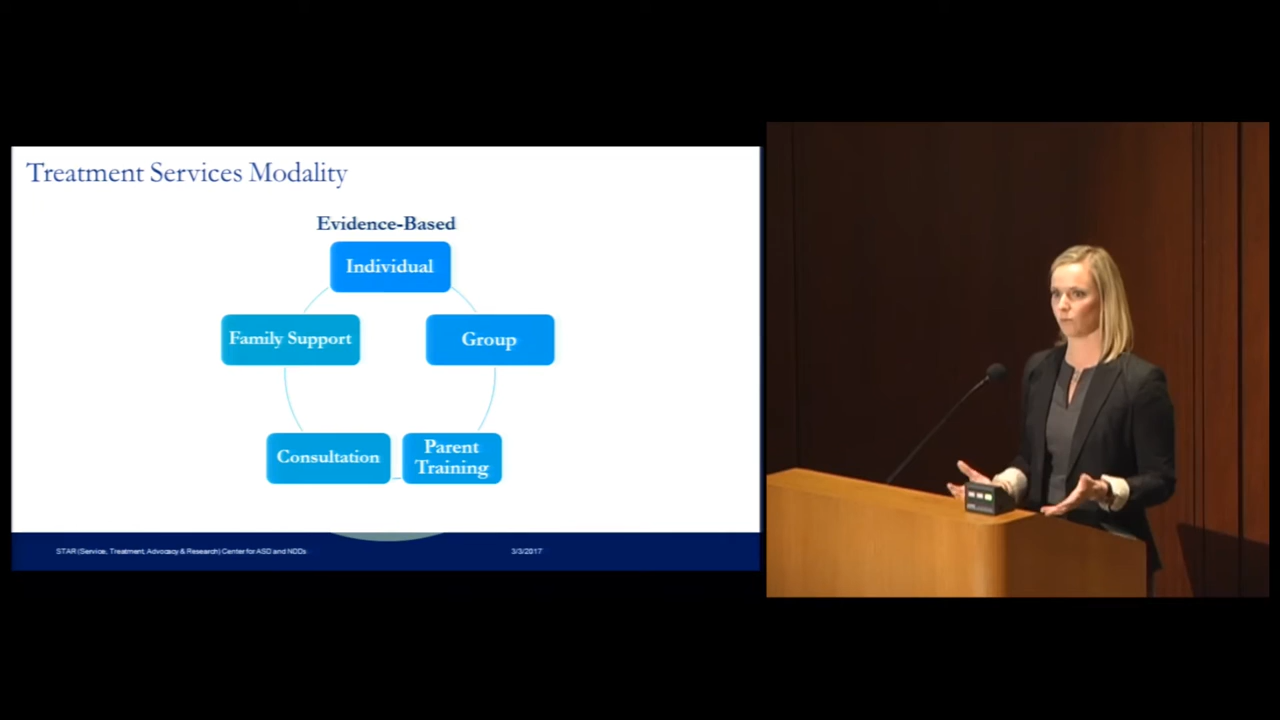 Treatment Services Modality
Evidence-Based
Individual
Family Support
Group
Consultation
Parent
Training
STAR (Service, Treatment, Advocacy & Research) Center for ASD and NDDs
3/3/2017